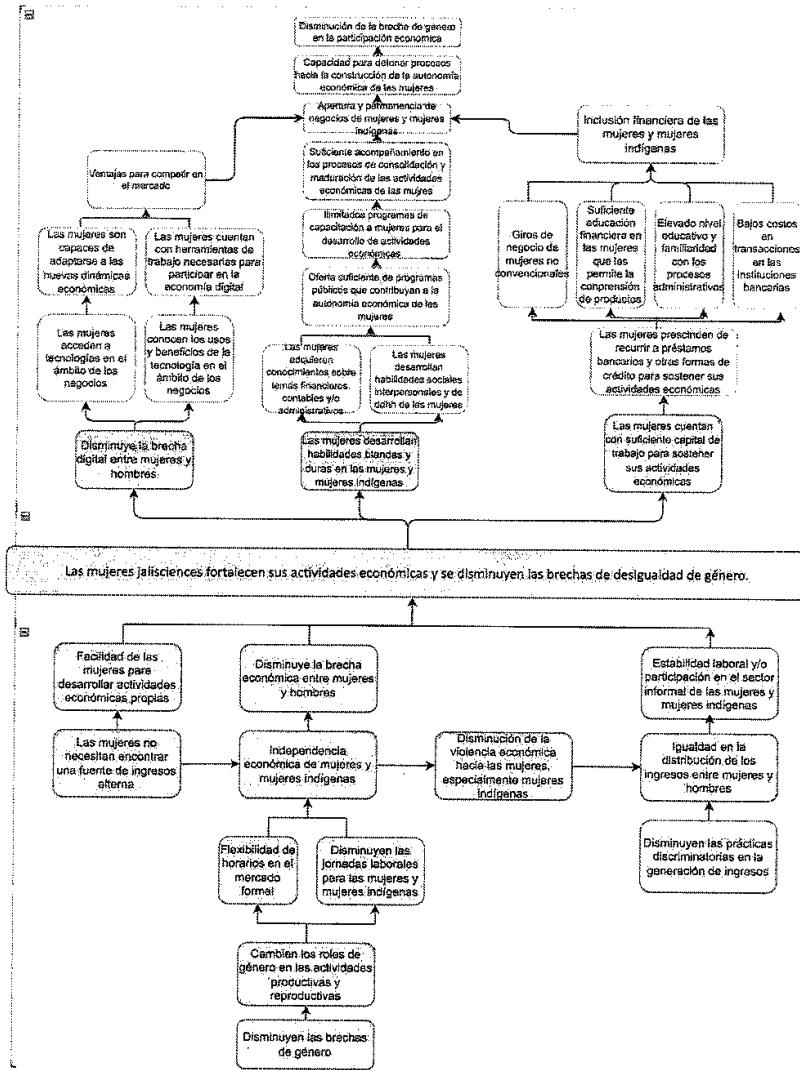 Disminución de la brecha de género
en la participación económica
Capacidad para detonar procesos
hacia la construcción de la autonomía
económica de las mujeres
Apertura y permanencia de
negocios de mujeres y mujeres
indígenas
Inclusión financiera de las
mujeres y mujeres
indígenas
Ventajas para competir en
el mercado
Suficiente acompañamiento en
los procesos de consolidación y
maduración de las actividades
económicas de las mujres
Ilimitados programas de
capacitación a mujeres para el
desarrollo de actividades
económicas
Oferta suficiente de programas
públicos que contribuyan a la
autonomía económica de las
mujeres
Las mujeres son
capaces de
adaptarse a las
nuevas dinámicas
económicas
Las mujeres cuentan
con herramientas de
trabajo necesarias para
participar en la
economía digital
Giros de
negocio de
mujeres no
convencionales
Suficiente
educación
financiera en
las mujeres
que les
permite la
conprensión
de productos
Elevado nivel
educativo y
familiaridad
con los
procesos
administrativos
Bajos costos
en
transacciones
en las
instituciones
bancarias
Las mujeres
acceden a
tecnologías en el
ámbito de los
negocios
Las mujeres
conocen los usos
y beneficios de la
tecnología en el
ámbito de los
negocios
Las mujeres
adquieren
conocimientos sobre
temas financieros,
contables y/o
administrativos
Las mujeres
desarrollan
habilidades sociales
interpersonales y de
ddhh de las mujeres
Las mujeres prescinden de
recurrir a préstamos
bancarios y otras formas de
crédito para sostener sus
actividades económicas
Disminuye la brecha
digital entre mujeres y
hombres
Las mujeres desarrollan
habilidades blandas y
duras en las mujeres y
mujeres indígenas
Las mujeres cuentan
con suficiente capital de
trabajo para sostener
sus actividades
económicas
Las mujeres jalisciences fortalecen sus actividades económicas y se disminuyen las brechas de desigualdad de género.
Facilidad de las
mujeres para
desarrollar actividades
económicas propias
Disminuye la brecha
económica entre mujeres
y hombres
Estabilidad laboral y/o
participación en el sector
informal de las mujeres y
mujeres indígenas
Las mujeres no
necesitan encontrar
una fuente de ingresos
alterna
Independencia
económica de mujeres y
mujeres indígenas
Disminución de la
violencia económica
hacia las mujeres,
especialmente mujeres
indígenas
Igualdad en la
distribución de los
ingresos entre mujeres y
hombres
Flexibilidad de
horarios en el
mercado
formal
Disminuyen las
jornadas laborales
para las mujeres y
mujeres indígenas
Disminuyen las prácticas
discriminatorias en la
generación de ingresos
Cambien los roles de
género en las actividades
productivas y
reproductivas
Disminuyen las brechas
de género